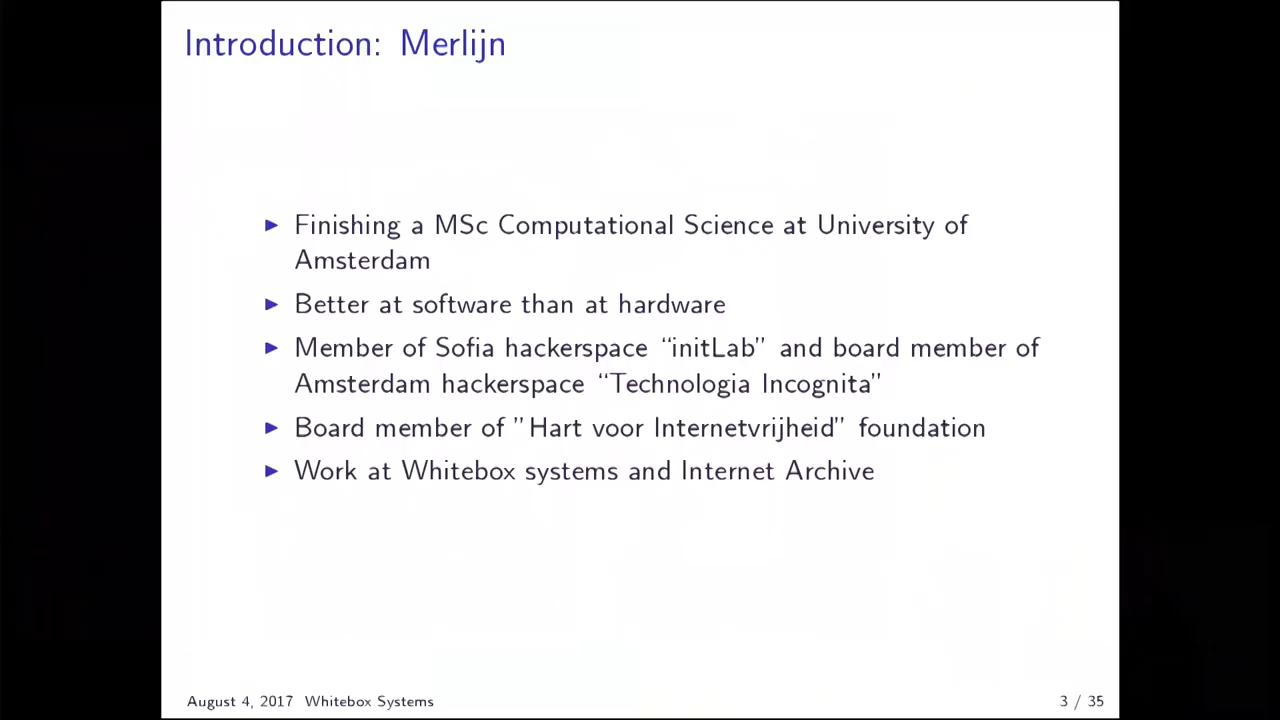 Introduction: Merlijn
Finishing a MSc Computational Science at University of
Amsterdam
Better at software than at hardware
Member of Sofia hackerspace “initLab” and board member of
Amsterdam hackerspace “Technologia Incognita”
Board member of ”Hart voor Internetvrijheid” foundation
Work at Whitebox systems and Internet Archive
August 4, 2017 Whitebox Systems 3 / 35